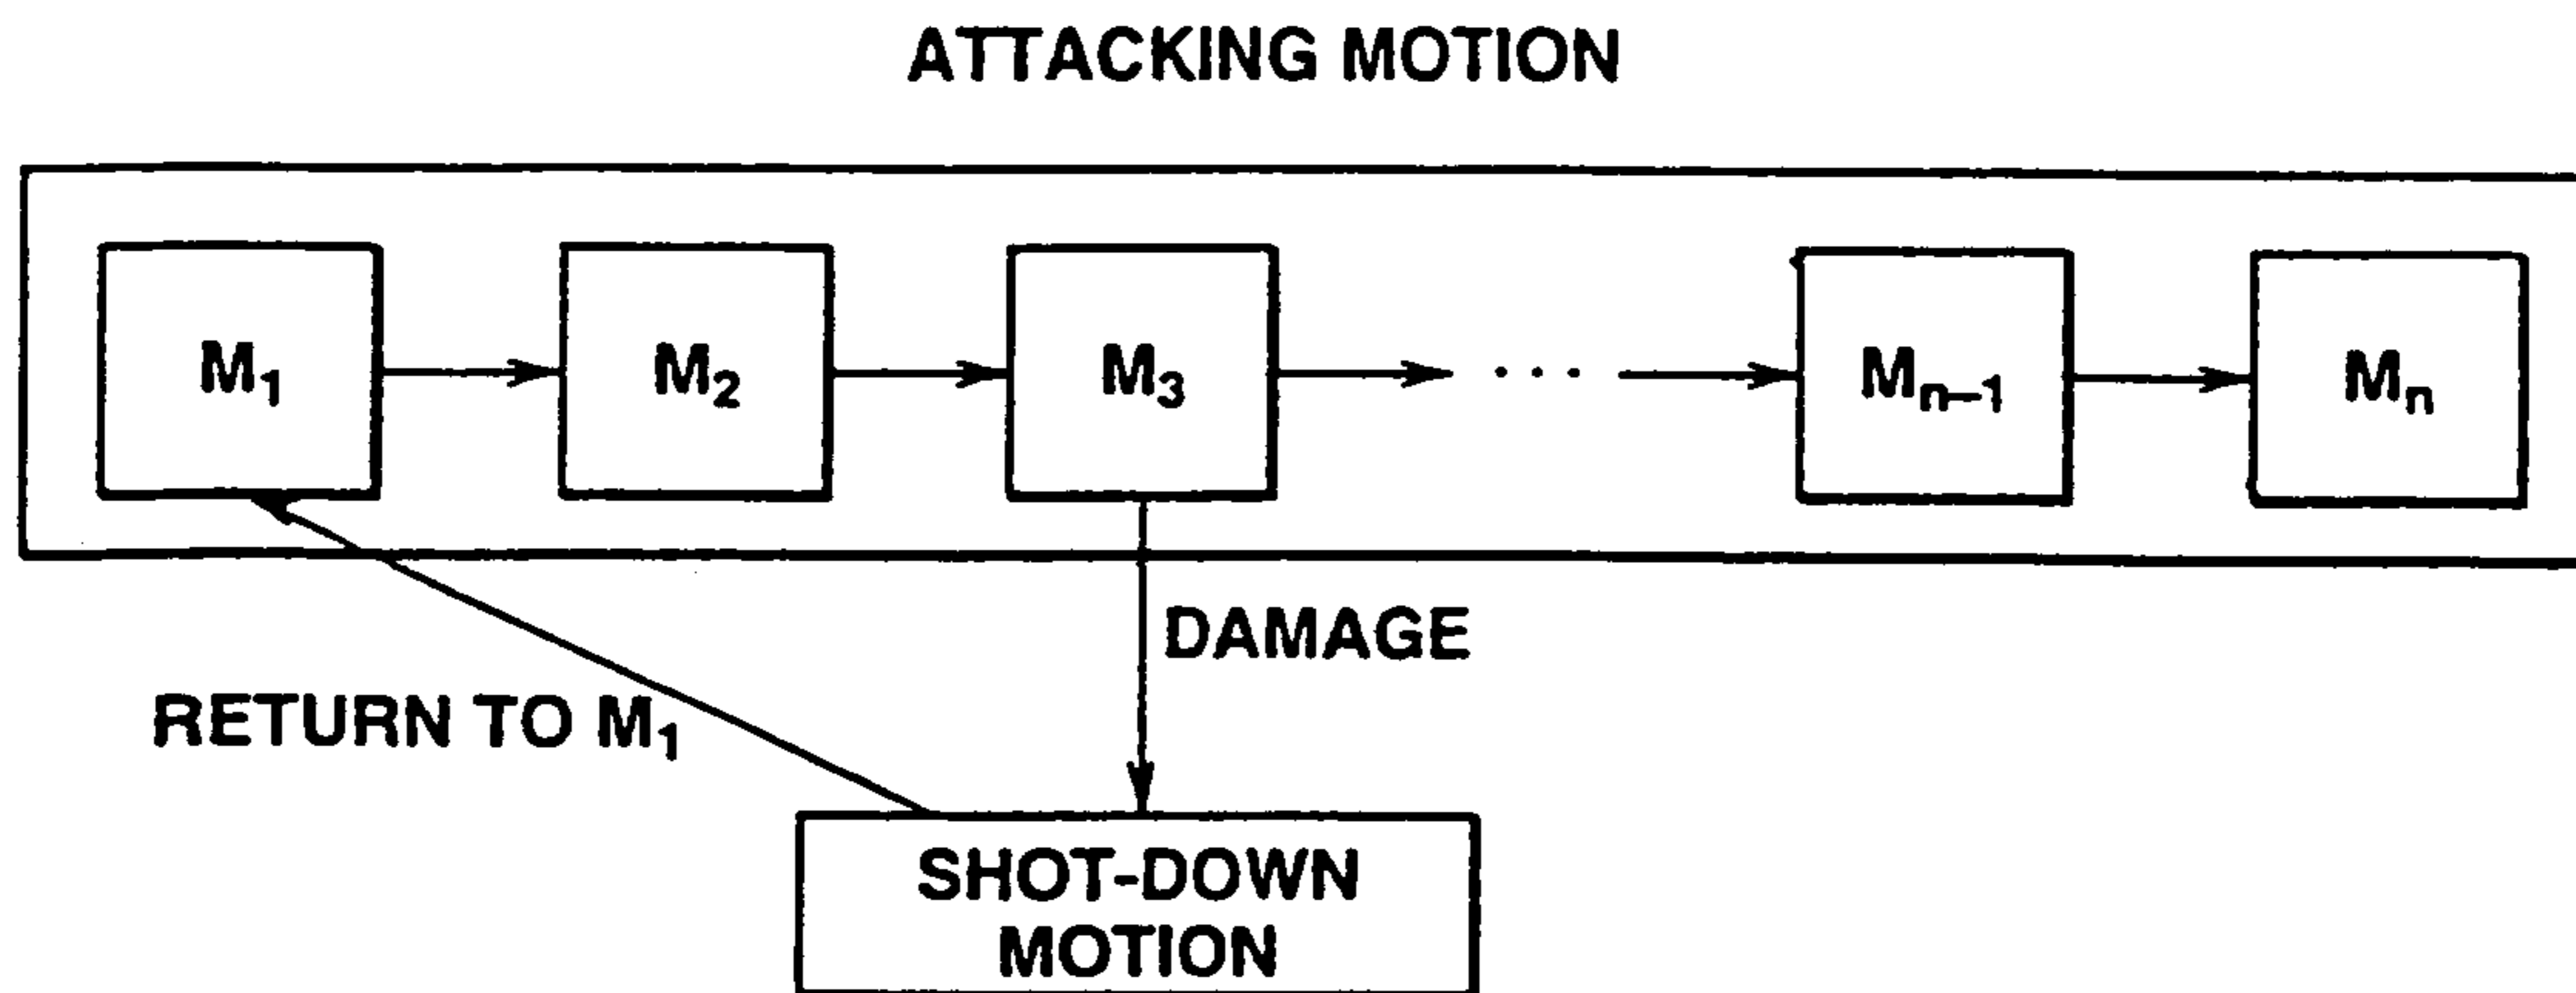 ATTACKING MOTION
M₁ M₂ M₃ ... Mₙ₋₁ Mₙ
DAMAGE
RETURN TO M₁
SHOT-DOWN
MOTION